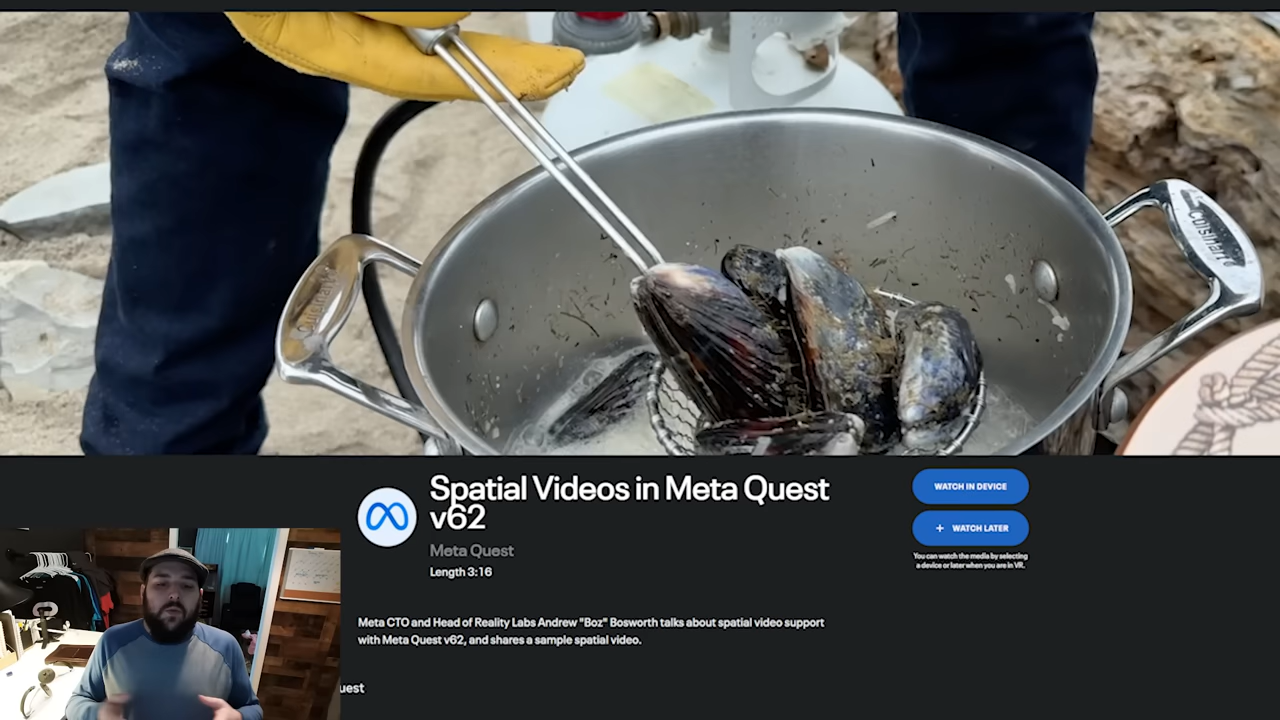 Cuisinart
Spatial Videos in Meta Quest
v62
Meta Quest
Length 3:16
WATCH IN DEVICE
+ WATCH LATER
You can watch the media by selecting
a device or later when you are in VR.
Meta CTO and Head of Reality Labs Andrew "Boz" Bosworth talks about spatial video support
with Meta Quest v62, and shares a sample spatial video.
uest